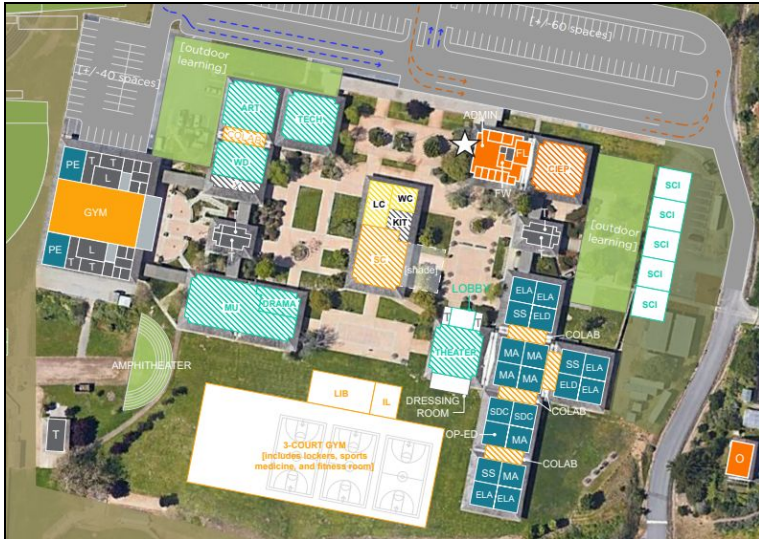 [+/-60 spaces]
[outdoor
learning]
[+/-40 spaces]
ART
TECH
COLAB
WD
ADMIN
FL
CIEP
PE
T
T
T
L
GYM
PE
L
T
T
T
LC
WC
KIT
SC
[shade]
[outdoor
learning]
SCI
SCI
SCI
SCI
SCI
MU
DRAMA
LOBBY
T
THEATER
DRESSING
ROOM
AMPHITHEATER
ELA
ELA
SS
ELD
COLAB
MA
MA
MA
MA
SS
ELA
ELD
ELA
COLAB
SDC
SDC
OP-ED
MA
COLAB
SS
MA
ELA
ELA
LIB
IL
3-COURT GYM
[includes lockers, sports
medicine, and fitness room]
T
O